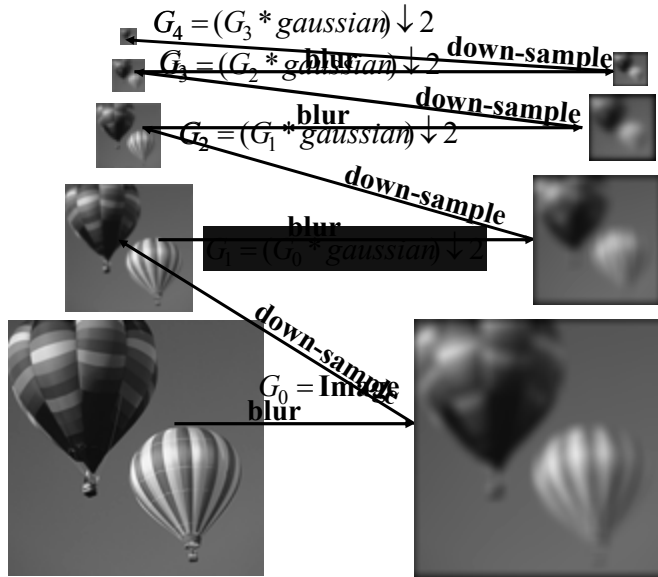 G₄ = (G₃ * gaussian) ↓ 2
down-sample
G₃ = (G₂ * gaussian) ↓ 2
blur
down-sample
blur
G₂ = (G₁ * gaussian) ↓ 2
down-sample
blur
G₁ = (G₀ * gaussian) ↓ 2
down-sample
G₀ = Image
blur